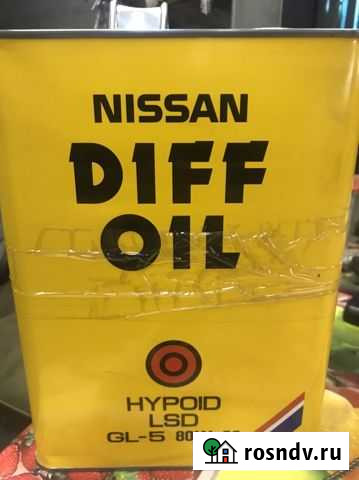 NISSAN
DIFF
OIL
HYPOID
LSD
GL-5
rosndv.ru